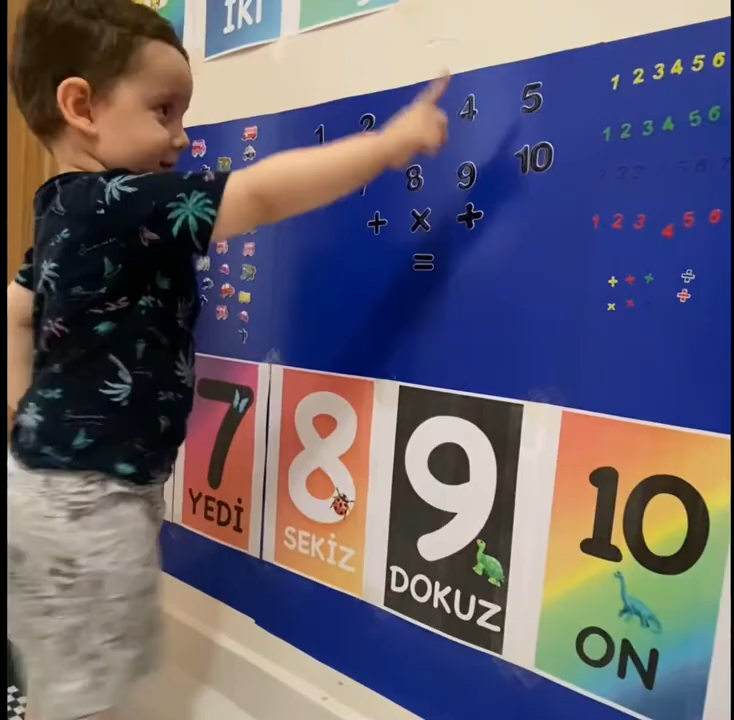 İKİ
1 2 3 4 5 6
1 2 4 5
1 2 3 4 5 6
8 9 10
+ × ÷
=
1 2 3 4 5 6
7
YEDİ
8
SEKİZ
9
DOKUZ
10
ON